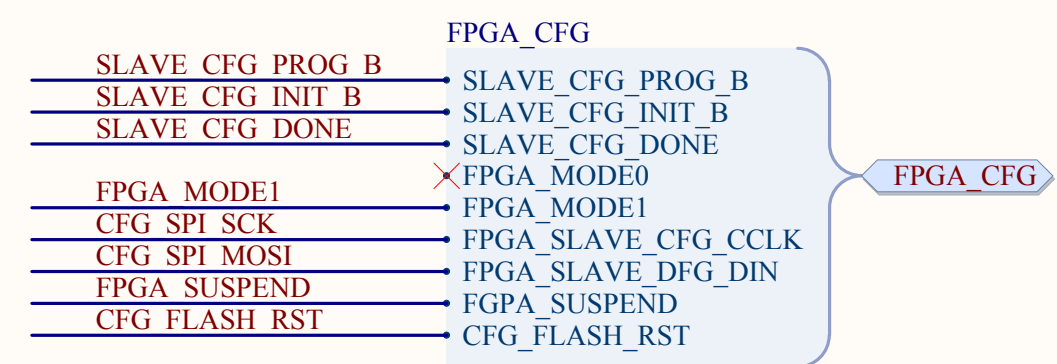 FPGA_CFG
SLAVE_CFG_PROG_B SLAVE_CFG_PROG_B
SLAVE_CFG_INIT_B SLAVE_CFG_INIT_B
SLAVE_CFG_DONE SLAVE_CFG_DONE
FPGA_MODE0 FPGA_CFG
FPGA_MODE1 FPGA_MODE1
CFG_SPI_SCK FPGA_SLAVE_CFG_CCLK
CFG_SPI_MOSI FPGA_SLAVE_DFG_DIN
FPGA_SUSPEND FGPA_SUSPEND
CFG_FLASH_RST CFG_FLASH_RST